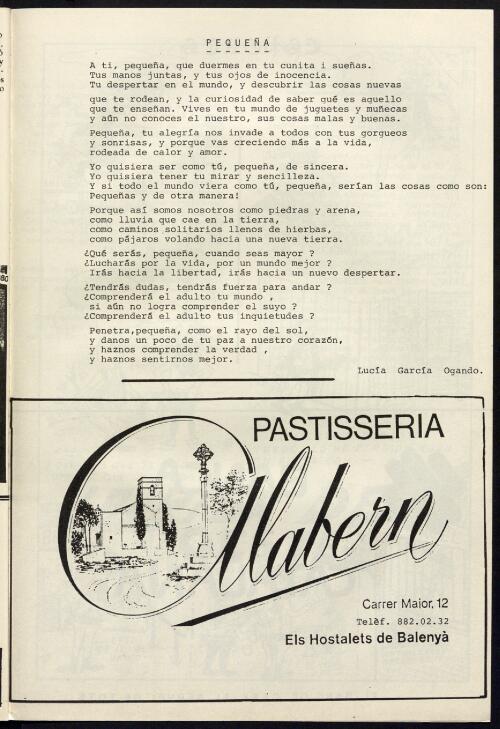 PEQUEÑA
A ti, pequeña, que duermes en tu cunita i sueñas.
Tus manos juntas, y tus ojos de inocencia.
Tu despertar en el mundo, y descubrir las cosas nuevas
que te rodean, y la curiosidad de saber qué es aquello
que te enseñan. Vives en tu mundo de juguetes y muñecas
y aún no conoces el nuestro, sus cosas malas y buenas.
Pequeña, tu alegría nos invade a todos con tus gorgueos
y sonrisas, y porque vas creciendo más a la vida,
rodeada de calor y amor.
Yo quisiera ser como tú, pequeña, de sincera.
Yo quisiera tener tu mirar y sencilleza.
Y si todo el mundo viera como tú, pequeña, serían las cosas como son:
Pequeñas y de otra manera!
Porque así somos nosotros como piedras y arena,
como lluvia que cae en la tierra,
como caminos solitarios llenos de hierbas,
como pájaros volando hacia una nueva tierra.
¿Qué serás, pequeña, cuando seas mayor ?
¿Lucharás por la vida, por un mundo mejor ?
Irás hacia la libertad, irás hacia un nuevo despertar.
¿Tendrás dudas, tendrás fuerza para andar ?
¿Comprenderá el adulto tu mundo ,
si aún no logra comprender el suyo ?
¿Comprenderá el adulto tus inquietudes ?
Penetra,pequeña, como el rayo del sol,
y danos un poco de tu paz a nuestro corazón,
y haznos comprender la verdad ,
y haznos sentirnos mejor.
Lucía García Ogando.
PASTISSERIA
Ollabern
Carrer Maior, 12
Telèf. 882.02.32
Els Hostalets de Balenyà